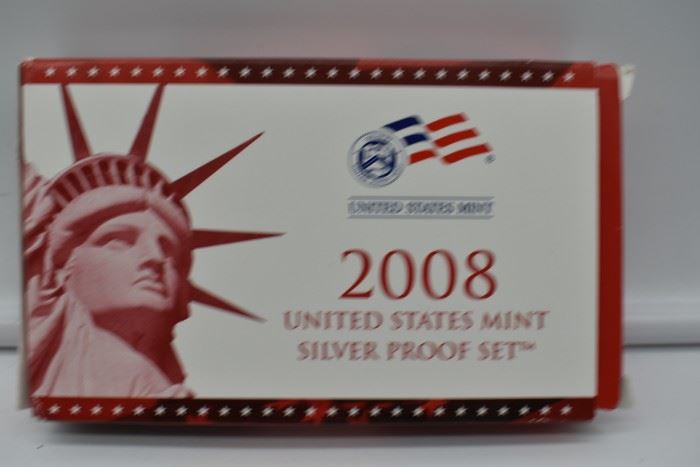 UNITED STATES MINT
2008
UNITED STATES MINT
SILVER PROOF SET™